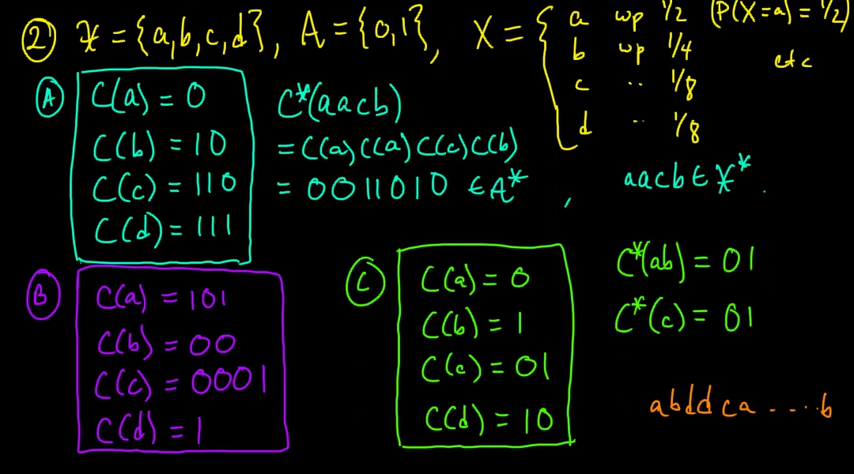 ② 𝒳 = {a,b,c,d}, A = {0,1}, X = { a wp 1/2 (P(X=a) = 1/2)
b wp 1/4 etc
c .. 1/8
d .. 1/8
Ⓐ C(a) = 0
C(b) = 10
C(c) = 110
C(d) = 111
C*(aacb)
= C(a)C(a)C(c)C(b)
= 0011010 ∈ A* , aacb ∈ 𝒳* .
Ⓑ C(a) = 101
C(b) = 00
C(c) = 0001
C(d) = 1
Ⓒ C(a) = 0
C(b) = 1
C(c) = 01
C(d) = 10
C*(ab) = 01
C*(c) = 01
abddca....b